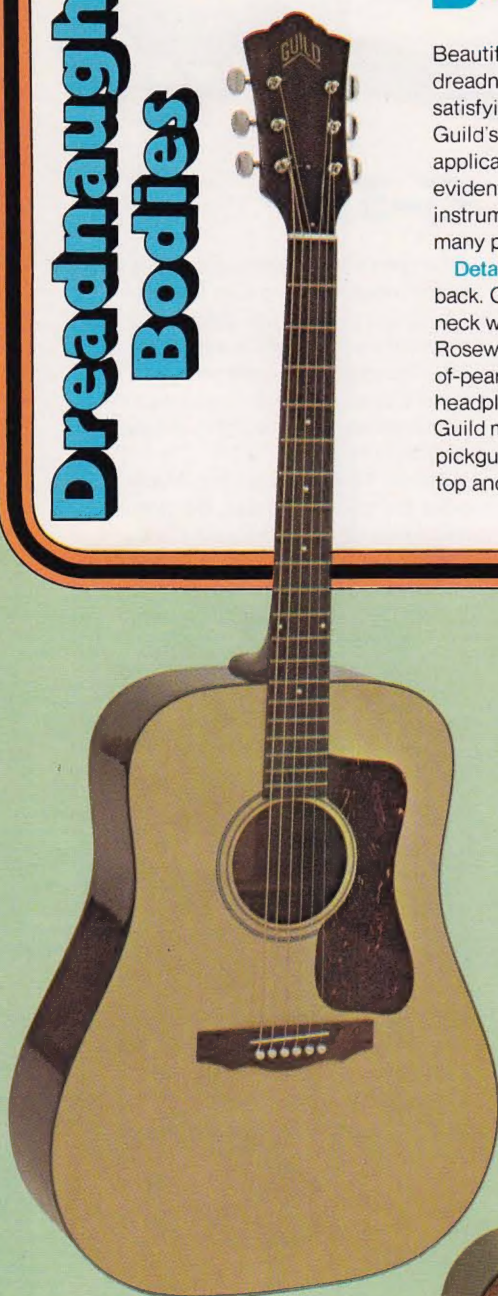 Dreadnaugh
Bodies
GUILD
Beautif
dreadn
satisfyi
Guild's
applica
eviden
instrum
many p
Deta
back. C
neck w
Rosew
of-pear
headpl
Guild n
pickgu
top and